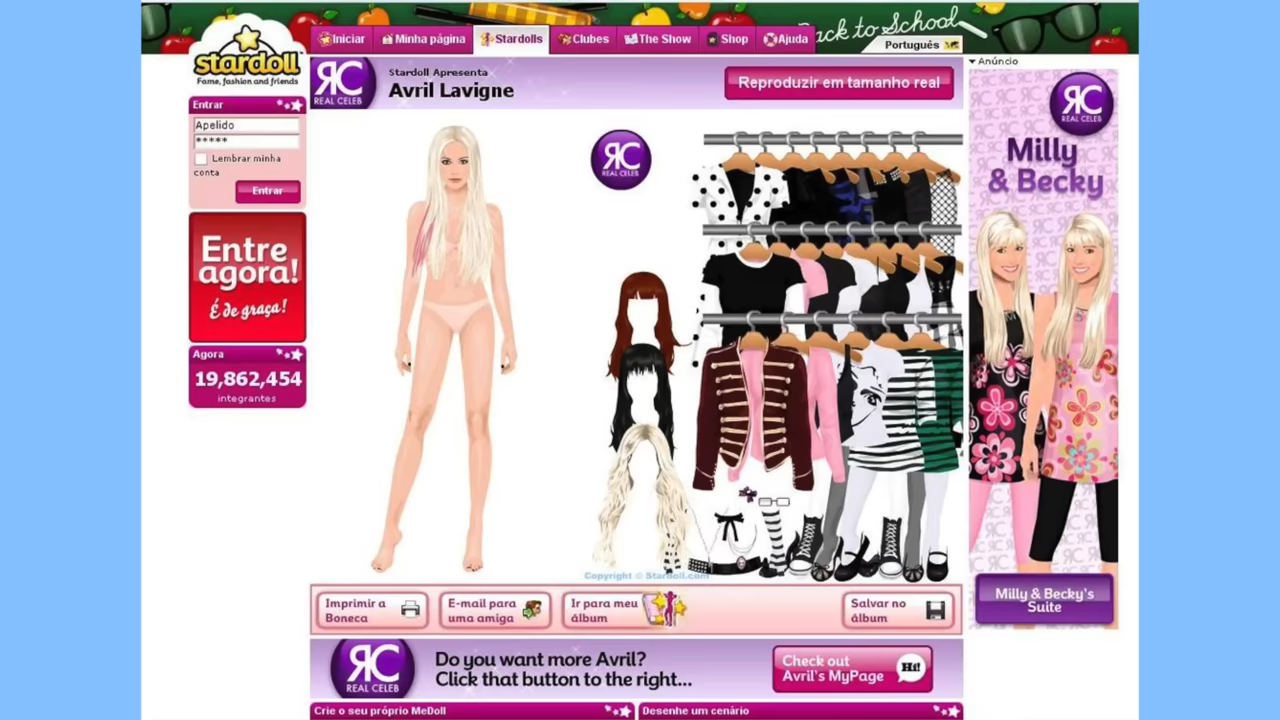 Back to School
Iniciar
Minha página
Stardolls
Clubes
The Show
Shop
Ajuda
Português
stardoll
Fame, fashion and friends
Entrar
Apelido
*****
Lembrar minha
conta
Entrar
Entre
agora!
É de graça!
Agora
19,862,454
integrantes
RC
REAL CELEB
Stardoll Apresenta
Avril Lavigne
Reproduzir em tamanho real
RC
REAL CELEB
Copyright © Stardoll.com
Imprimir a
Boneca
E-mail para
uma amiga
Ir para meu
álbum
Salvar no
álbum
RC
REAL CELEB
Do you want more Avril?
Click that button to the right...
Check out
Avril's MyPage
Hi!
Crie o seu próprio MeDoll
Desenhe um cenário
Anúncio
RC
REAL CELEB
Milly
& Becky
Milly & Becky's
Suite